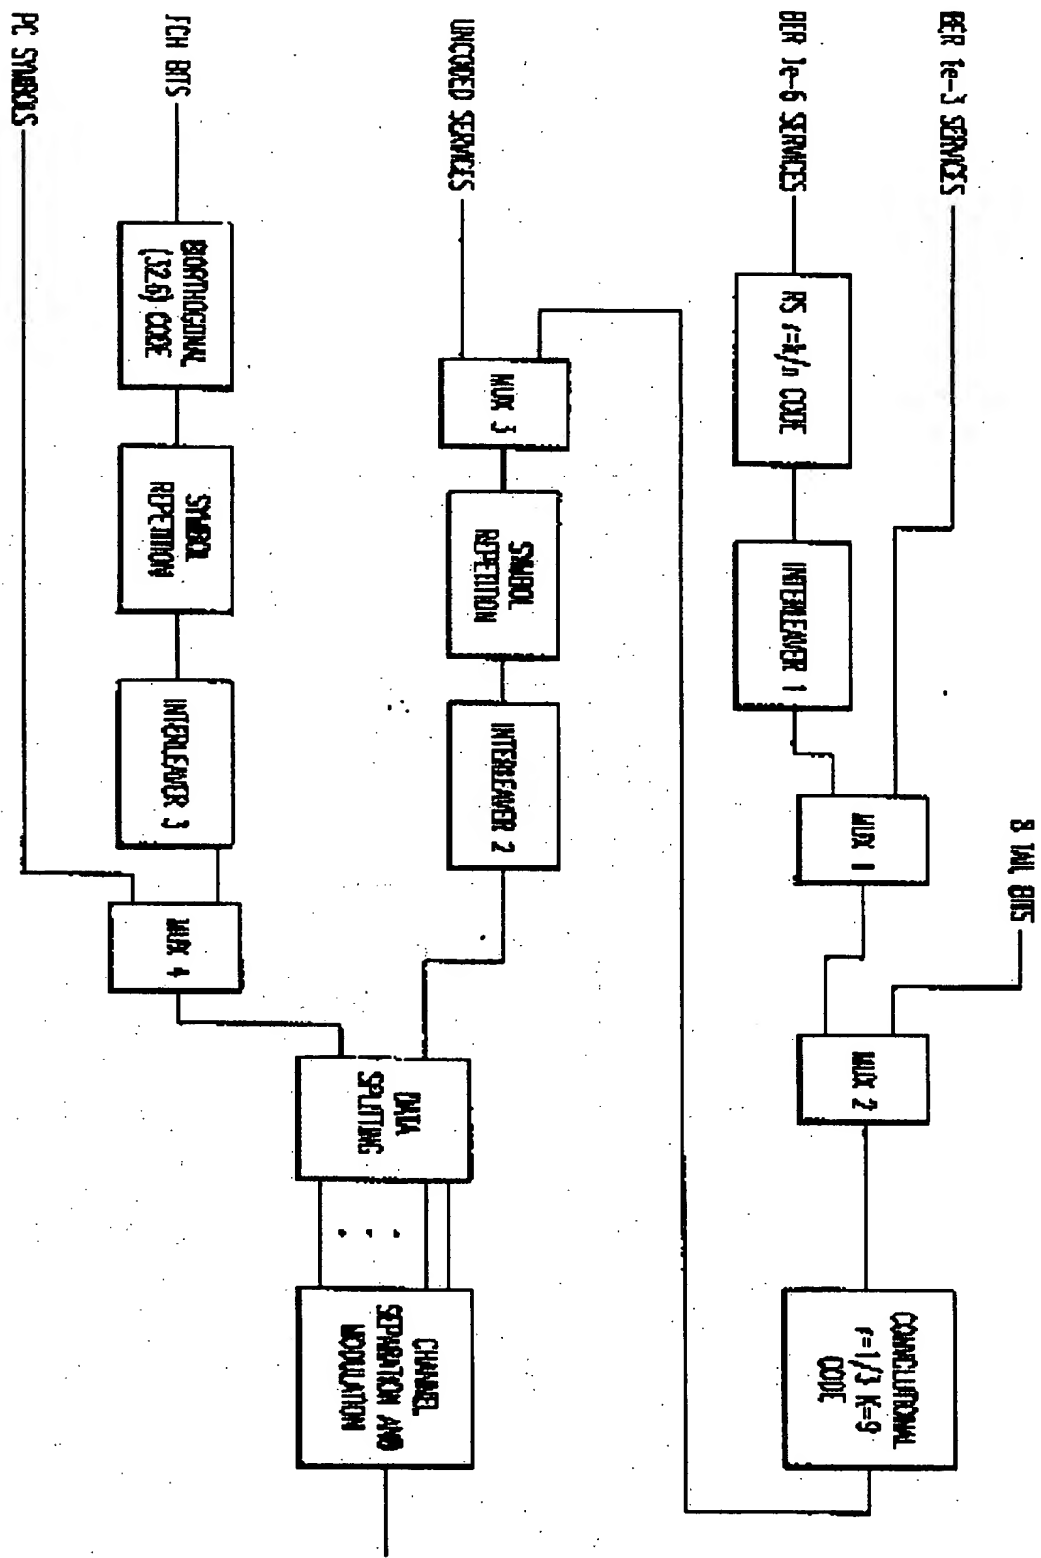 BER 1e-3 SERVICES
8 TAIL BITS
BER 1e-6 SERVICES
RS r=k/n CODE
INTERLEAVER 1
MUX 1
MUX 2
CONVOLUTIONAL
r=1/3 K=9
CODE
UNCODED SERVICES
MUX 3
SYMBOL
REPETITION
INTERLEAVER 2
DATA
SPLITTING
CHANNEL
SEPARATION AND
MODULATION
FCH BITS
BIORTHOGONAL
(32,6) CODE
SYMBOL
REPETITION
INTERLEAVER 3
MUX 4
PC SYMBOLS